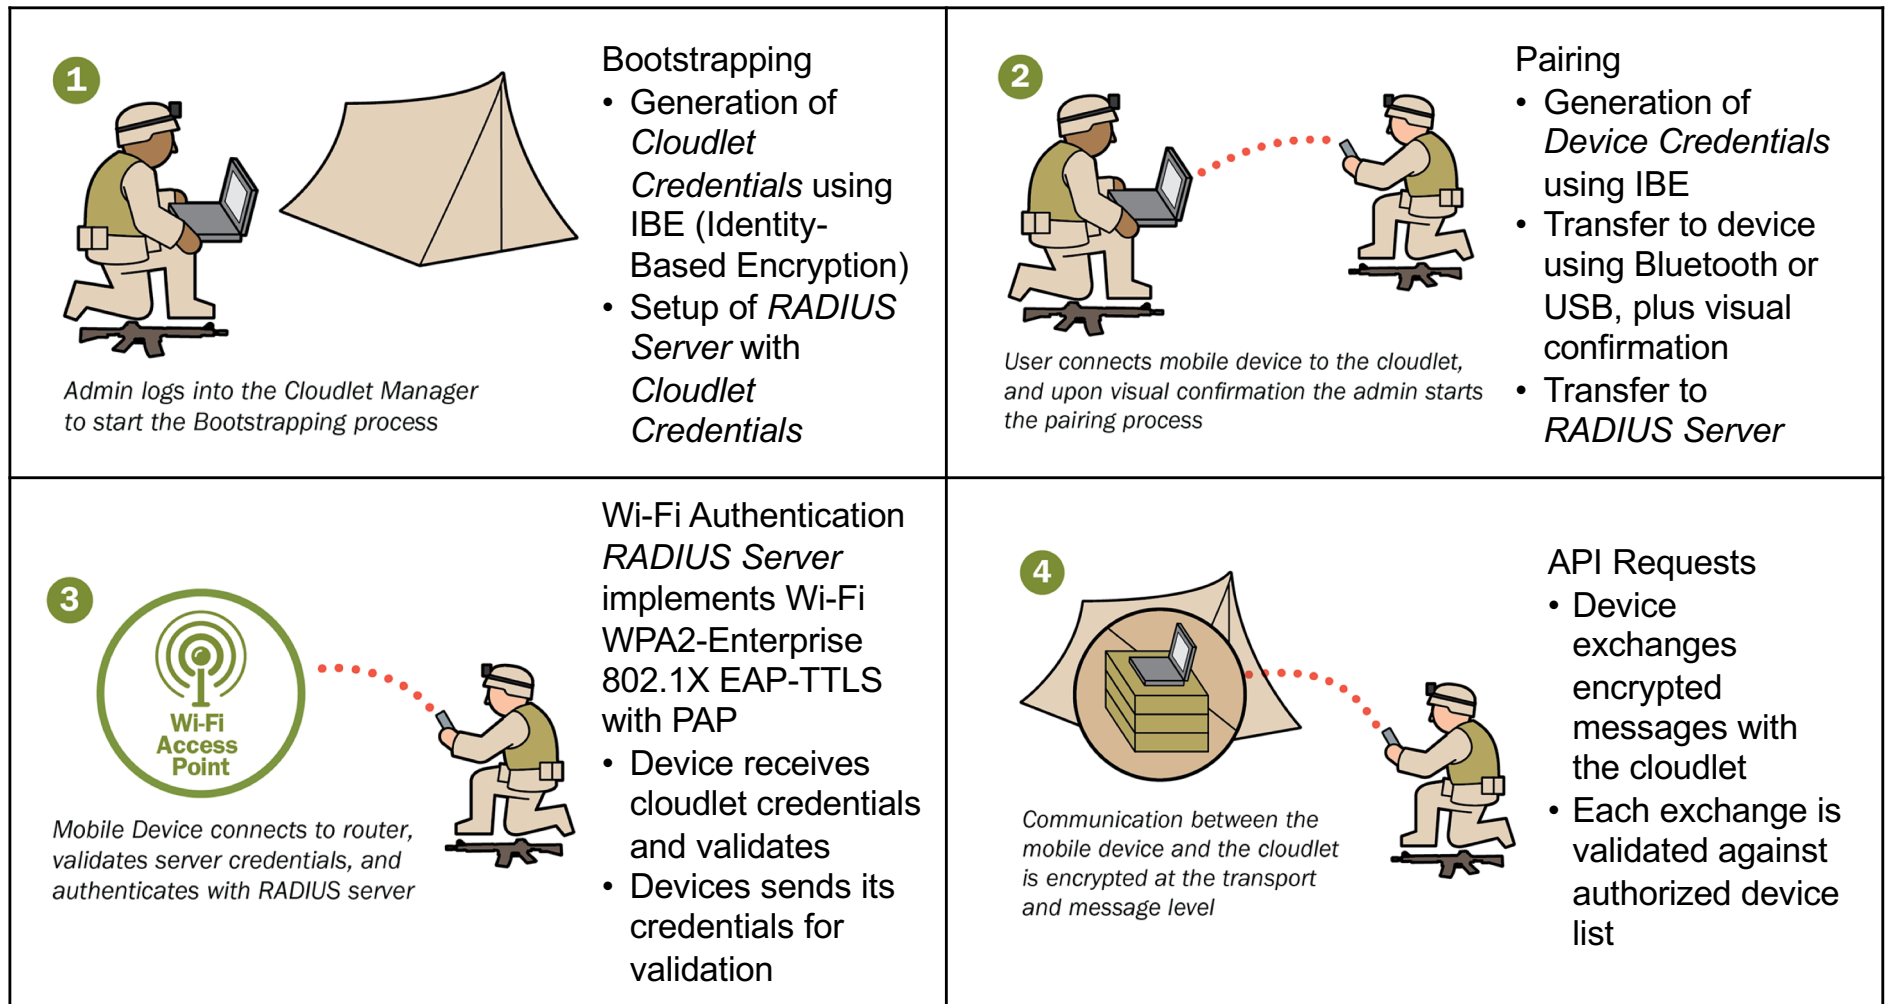 1
Bootstrapping
• Generation of
Cloudlet
Credentials using
IBE (Identity-
Based Encryption)
• Setup of RADIUS
Server with
Cloudlet
Credentials
Admin logs into the Cloudlet Manager
to start the Bootstrapping process
2
Pairing
• Generation of
Device Credentials
using IBE
• Transfer to device
using Bluetooth or
USB, plus visual
confirmation
• Transfer to
RADIUS Server
User connects mobile device to the cloudlet,
and upon visual confirmation the admin starts
the pairing process
3
Wi-Fi
Access
Point
Mobile Device connects to router,
validates server credentials, and
authenticates with RADIUS server
Wi-Fi Authentication
RADIUS Server
implements Wi-Fi
WPA2-Enterprise
802.1X EAP-TTLS
with PAP
• Device receives
cloudlet credentials
and validates
• Devices sends its
credentials for
validation
4
Communication between the
mobile device and the cloudlet
is encrypted at the transport
and message level
API Requests
• Device
exchanges
encrypted
messages with
the cloudlet
• Each exchange is
validated against
authorized device
list